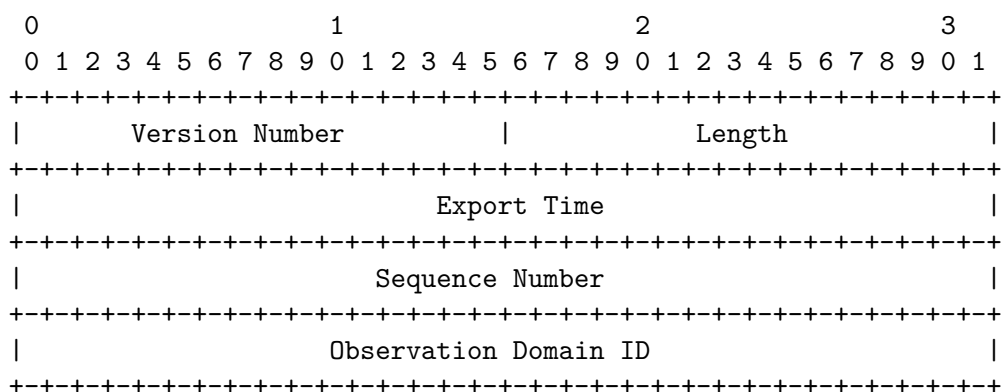 0                   1                   2                   3
 0 1 2 3 4 5 6 7 8 9 0 1 2 3 4 5 6 7 8 9 0 1 2 3 4 5 6 7 8 9 0 1
+-+-+-+-+-+-+-+-+-+-+-+-+-+-+-+-+-+-+-+-+-+-+-+-+-+-+-+-+-+-+-+-+
|       Version Number          |            Length             |
+-+-+-+-+-+-+-+-+-+-+-+-+-+-+-+-+-+-+-+-+-+-+-+-+-+-+-+-+-+-+-+-+
|                           Export Time                         |
+-+-+-+-+-+-+-+-+-+-+-+-+-+-+-+-+-+-+-+-+-+-+-+-+-+-+-+-+-+-+-+-+
|                       Sequence Number                         |
+-+-+-+-+-+-+-+-+-+-+-+-+-+-+-+-+-+-+-+-+-+-+-+-+-+-+-+-+-+-+-+-+
|                    Observation Domain ID                      |
+-+-+-+-+-+-+-+-+-+-+-+-+-+-+-+-+-+-+-+-+-+-+-+-+-+-+-+-+-+-+-+-+